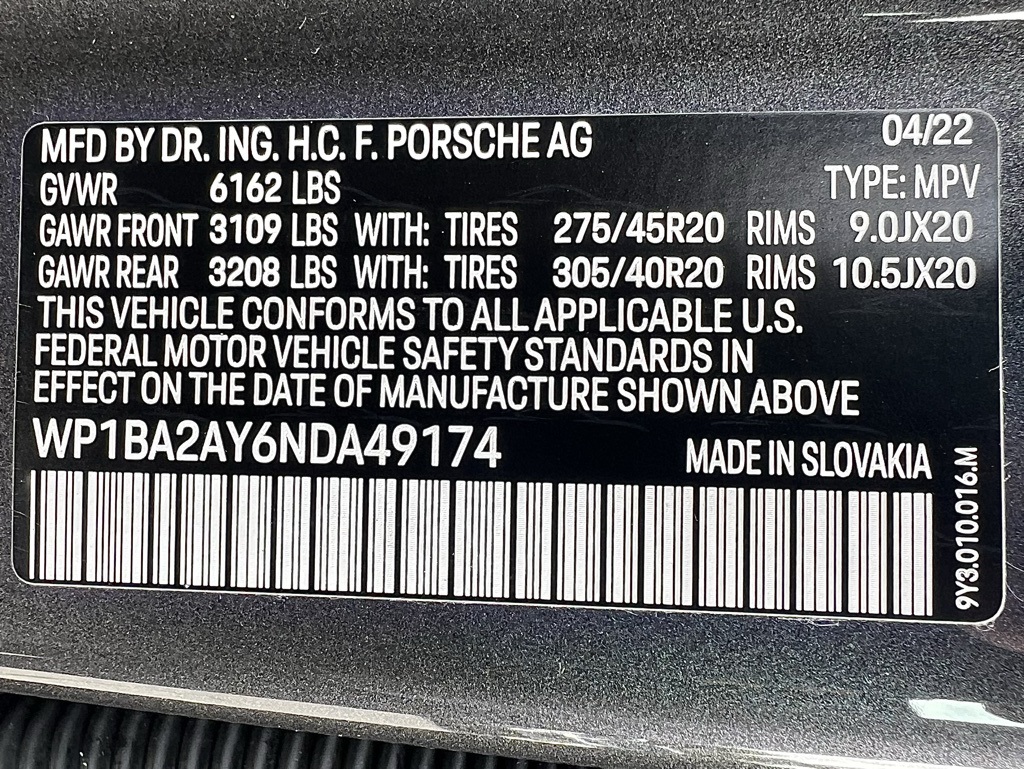 MFD BY DR. ING. H.C. F. PORSCHE AG 04/22
GVWR 6162 LBS TYPE: MPV
GAWR FRONT 3109 LBS WITH: TIRES 275/45R20 RIMS 9.0JX20
GAWR REAR 3208 LBS WITH: TIRES 305/40R20 RIMS 10.5JX20
THIS VEHICLE CONFORMS TO ALL APPLICABLE U.S.
FEDERAL MOTOR VEHICLE SAFETY STANDARDS IN
EFFECT ON THE DATE OF MANUFACTURE SHOWN ABOVE
WP1BA2AY6NDA49174 MADE IN SLOVAKIA
9Y3.010.016.M